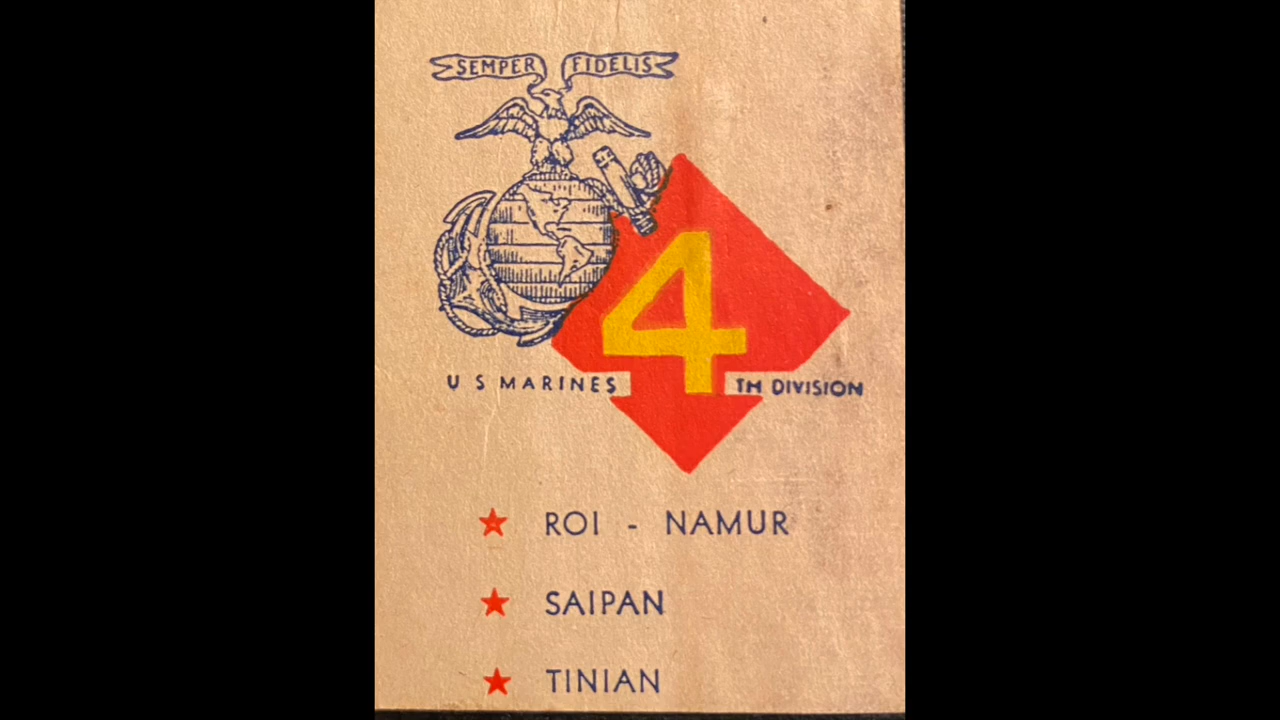 SEMPER FIDELIS
U S MARINES 4 TH DIVISION
ROI - NAMUR
SAIPAN
TINIAN